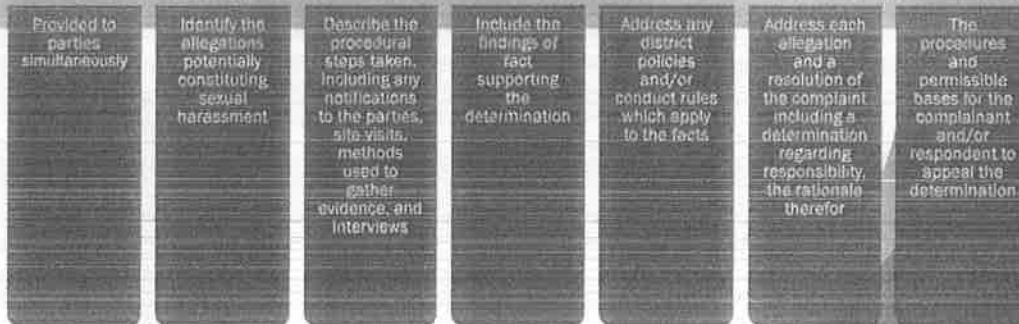 Provided to
parties
simultaneously
Identify the
allegations
potentially
constituting
sexual
harassment
Describe the
procedural
steps taken,
including any
notifications
to the parties,
site visits,
methods
used to
gather
evidence, and
interviews
Include the
findings of
fact
supporting
the
determination
Address any
district
policies
and/or
conduct rules
which apply
to the facts
Address each
allegation
and a
resolution of
the complaint
including a
determination
regarding
responsibility,
the rationale
therefor
The
procedures
and
permissible
bases for the
complainant
and/or
respondent to
appeal the
determination